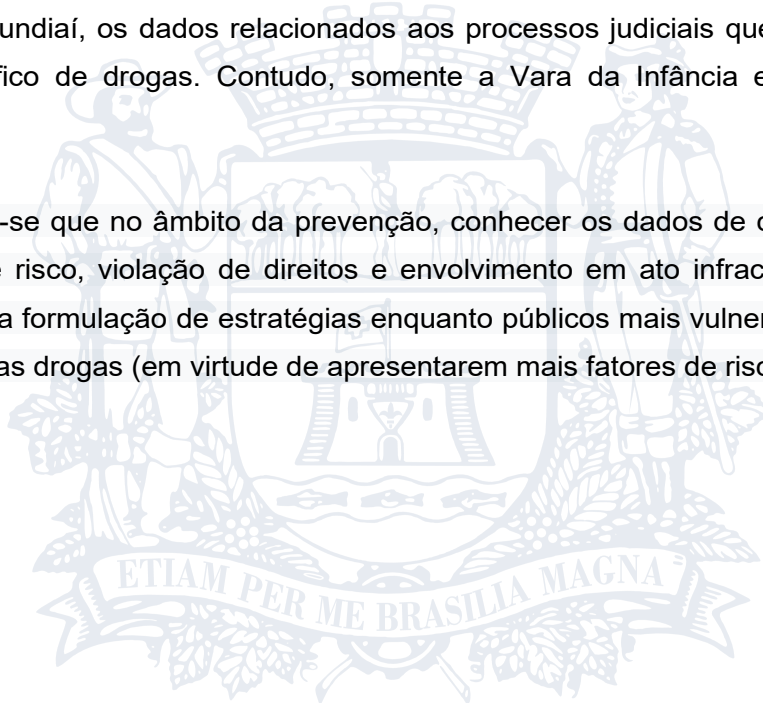 undiaí, os dados relacionados aos processos judiciais que
fico de drogas. Contudo, somente a Vara da Infância e
-se que no âmbito da prevenção, conhecer os dados de
risco, violação de direitos e envolvimento em ato infrac
a formulação de estratégias enquanto públicos mais vulner
as drogas (em virtude de apresentarem mais fatores de risc
ETIAM PER ME BRASILIA MAGNA